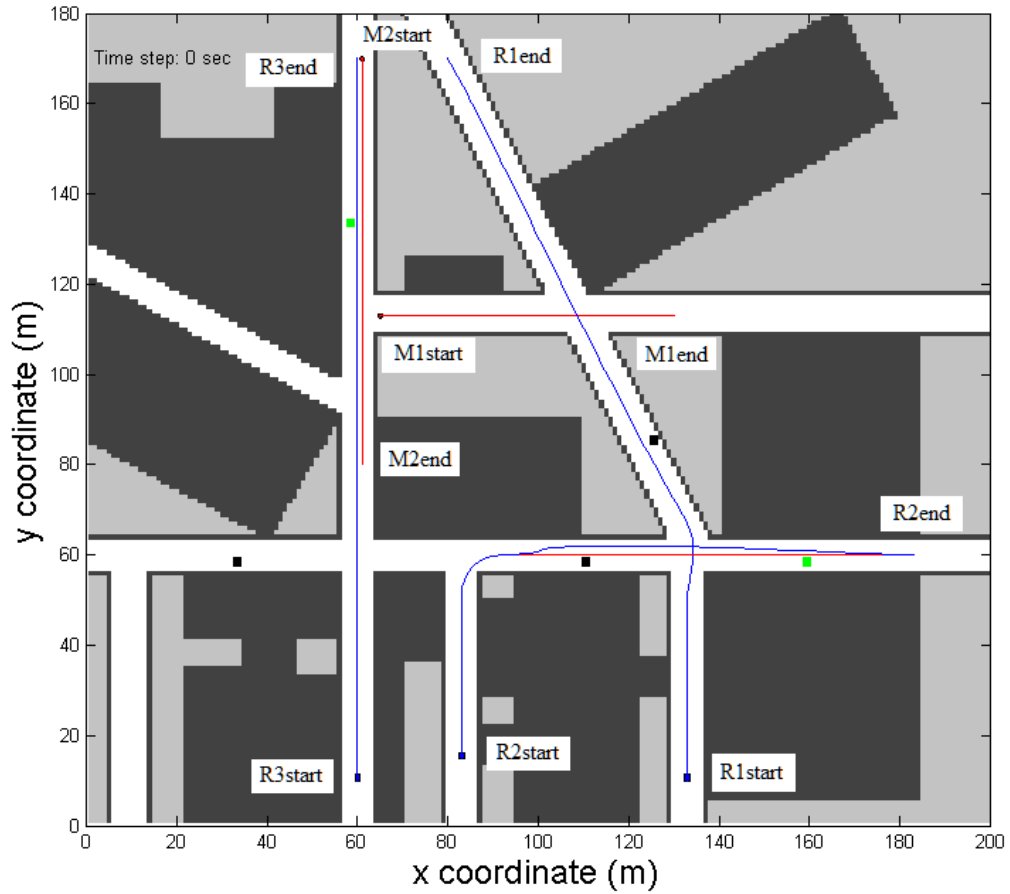 180
M2start
R1end
Time step: 0 sec
R3end
160
140
120
M1start
M1end
100
M2end
80
R2end
60
40
R2start
R3start
R1start
20
0
0 20 40 60 80 100 120 140 160 180 200
x coordinate (m)
y coordinate (m)